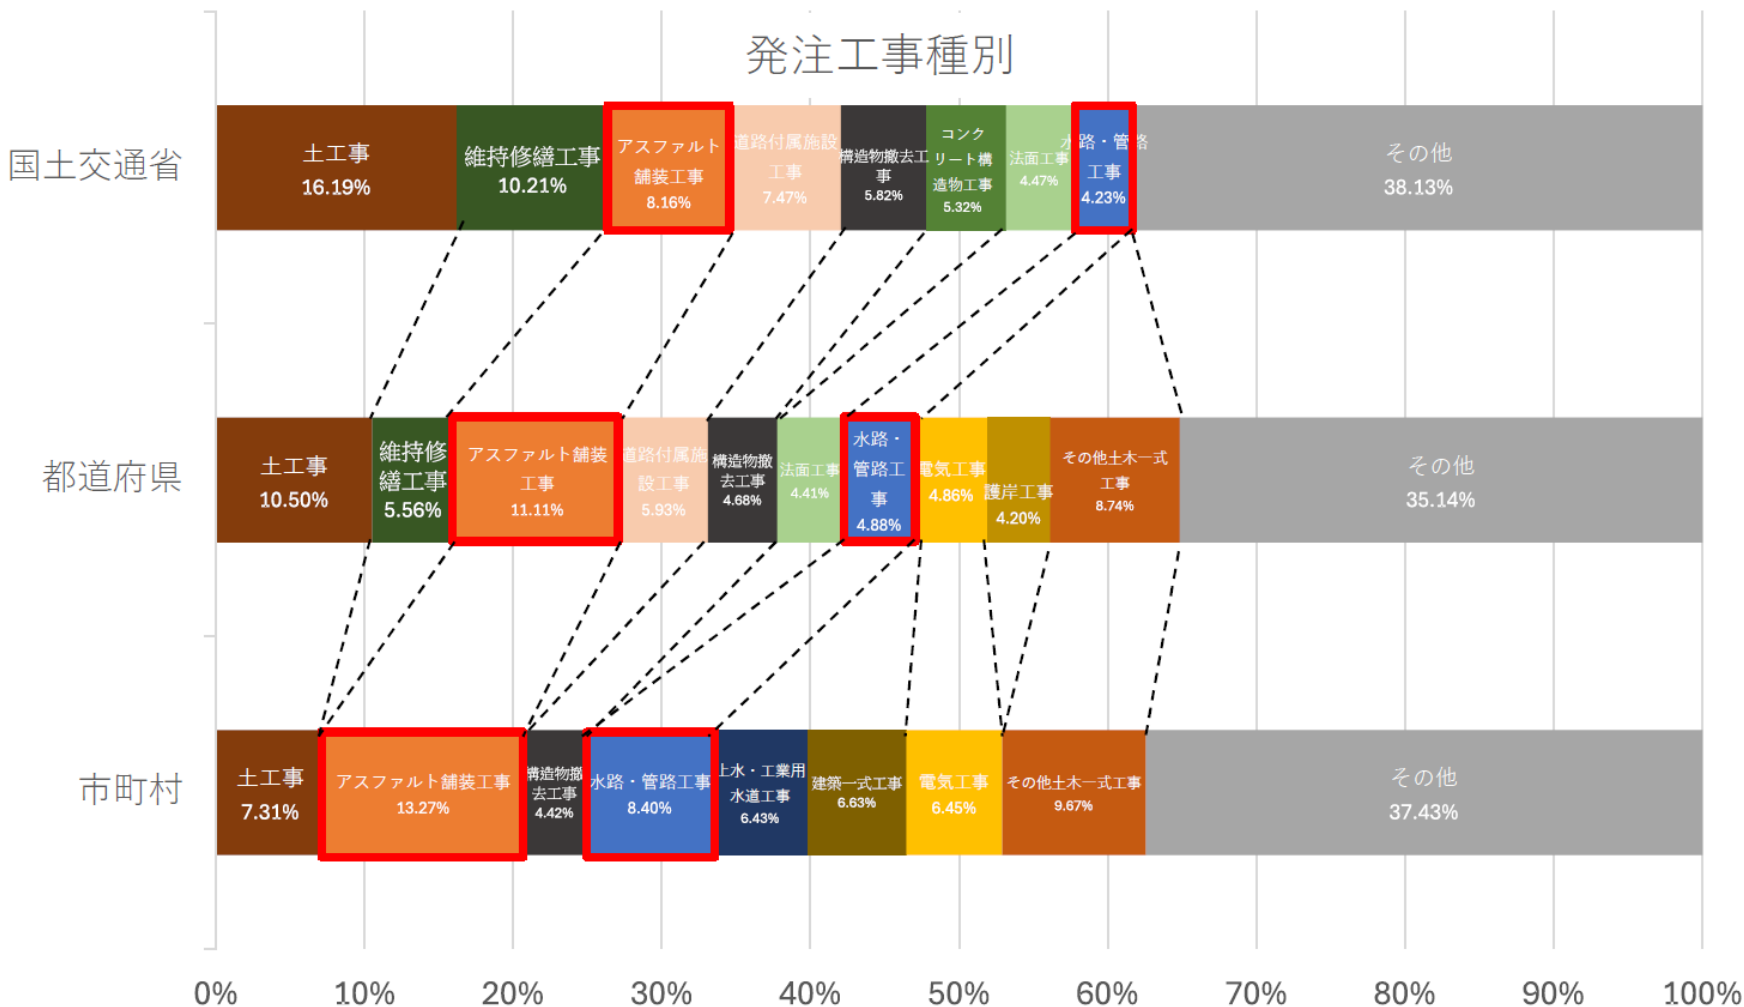 発注工事種別
国土交通省
土工事
16.19%
維持修繕工事
10.21%
アスファルト
舗装工事
8.16%
道路付属施設
工事
7.47%
構造物撤去工
事
5.82%
コンク
リート構
造物工事
5.32%
法面工事
4.47%
水路・管路
工事
4.23%
その他
38.13%
都道府県
土工事
10.50%
維持修
繕工事
5.56%
アスファルト舗装
工事
11.11%
道路付属施
設工事
5.93%
構造物撤
去工事
4.68%
法面工事
4.41%
水路・
管路工
事
4.88%
電気工事
4.86%
護岸工事
4.20%
その他土木一式
工事
8.74%
その他
35.14%
市町村
土工事
7.31%
アスファルト舗装工事
13.27%
構造物撤
去工事
4.42%
水路・管路工事
8.40%
上水・工業用
水道工事
6.43%
建築一式工事
6.63%
電気工事
6.45%
その他土木一式工事
9.67%
その他
37.43%
0% 10% 20% 30% 40% 50% 60% 70% 80% 90% 100%